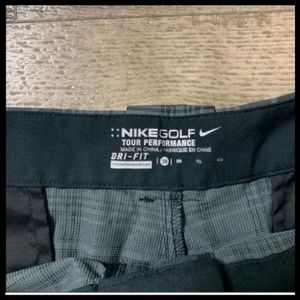 NIKEGOLF
TOUR PERFORMANCE
MADE IN CHINA / FABRIQUÉ EN CHINE
DRI-FIT